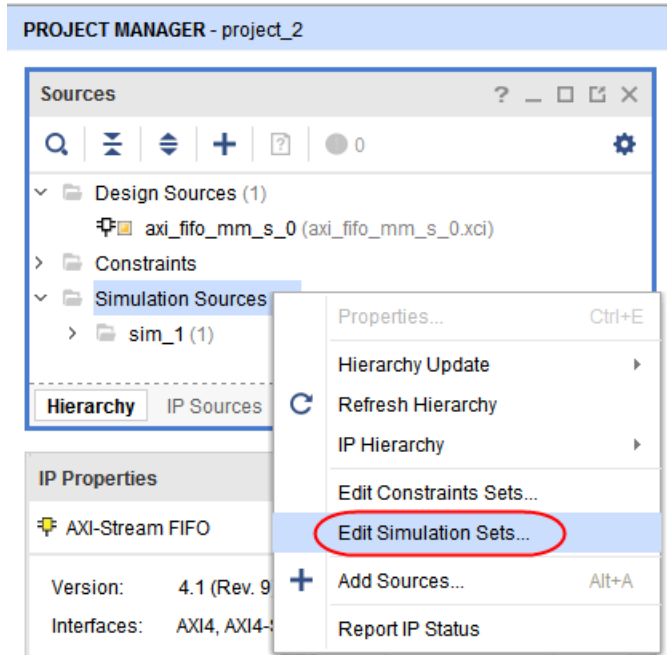 PROJECT MANAGER - project_2
Sources
? _
0
Design Sources (1)
axi_fifo_mm_s_0 (axi_fifo_mm_s_0.xci)
Constraints
Simulation Sources
sim_1 (1)
Hierarchy IP Sources
Properties... Ctrl+E
Hierarchy Update
Refresh Hierarchy
IP Hierarchy
Edit Constraints Sets...
Edit Simulation Sets...
Add Sources... Alt+A
Report IP Status
IP Properties
AXI-Stream FIFO
Version: 4.1 (Rev. 9
Interfaces: AXI4, AXI4-